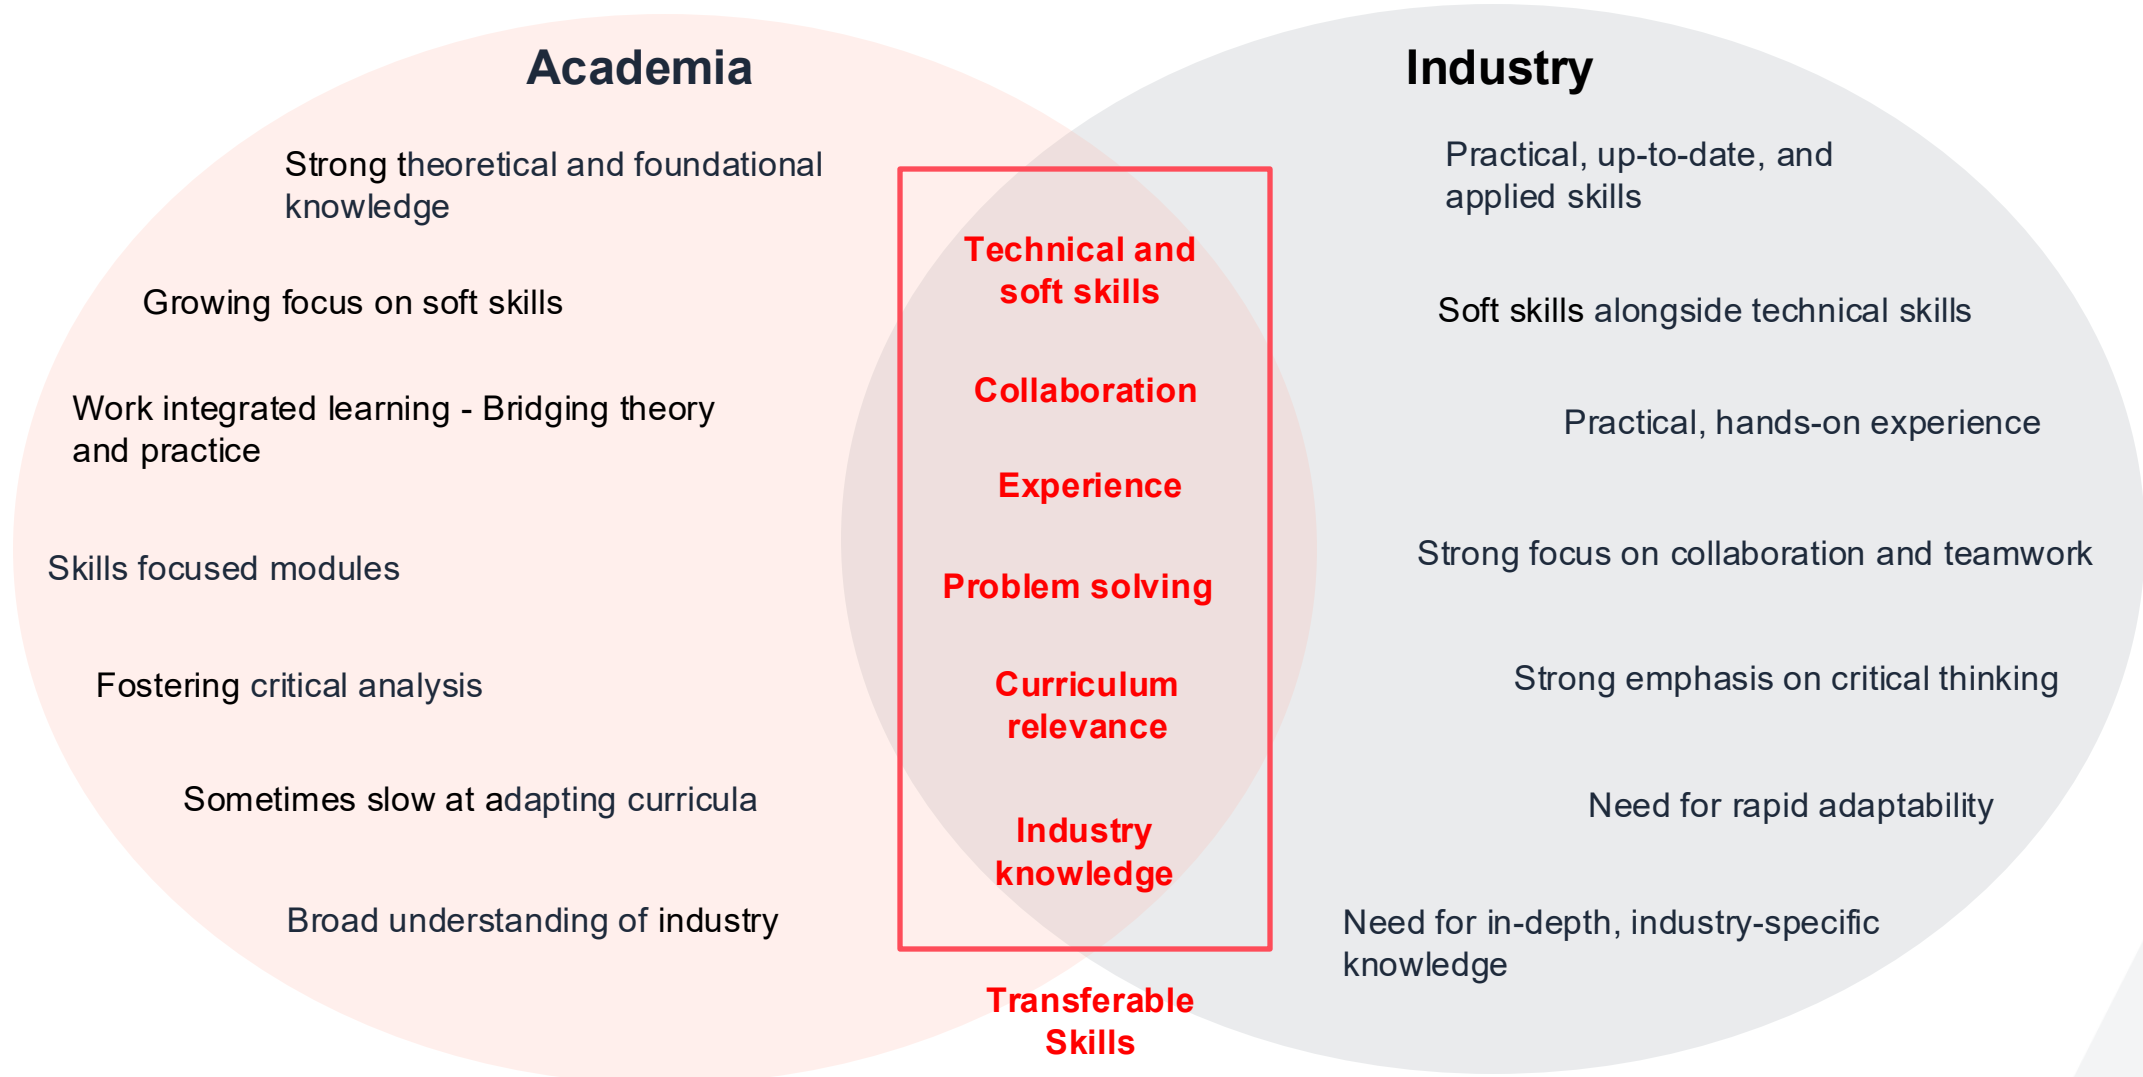 Academia
Strong theoretical and foundational
knowledge
Growing focus on soft skills
Work integrated learning - Bridging theory
and practice
Skills focused modules
Fostering critical analysis
Sometimes slow at adapting curricula
Broad understanding of industry
Technical and
soft skills
Collaboration
Experience
Problem solving
Curriculum
relevance
Industry
knowledge
Transferable
Skills
Industry
Practical, up-to-date, and
applied skills
Soft skills alongside technical skills
Practical, hands-on experience
Strong focus on collaboration and teamwork
Strong emphasis on critical thinking
Need for rapid adaptability
Need for in-depth, industry-specific
knowledge